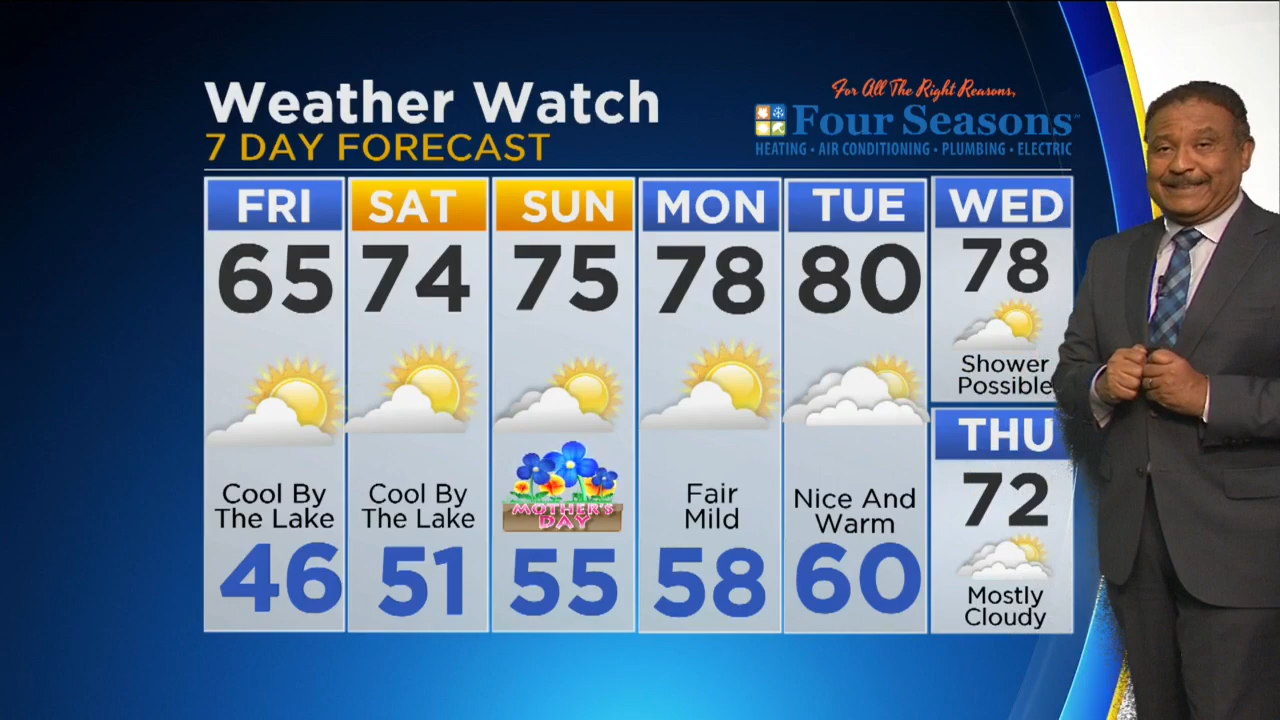 Weather Watch
7 DAY FORECAST
For All The Right Reasons,
Four Seasons™
HEATING • AIR CONDITIONING • PLUMBING • ELECTRIC
FRI
65
Cool By
The Lake
46
SAT
74
Cool By
The Lake
51
SUN
75
MOTHER'S
DAY
55
MON
78
Fair
Mild
58
TUE
80
Nice And
Warm
60
WED
78
Shower
Possible
THU
72
Mostly
Cloudy